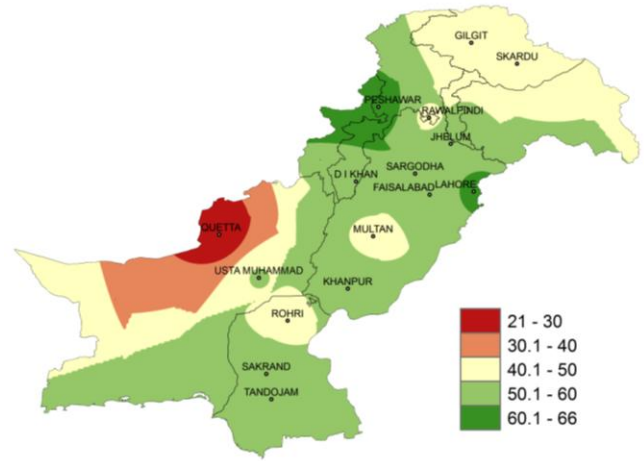 GILGIT
SKARDU
PESHAWAR
RAWALPINDI
JHELUM
SARGODHA
D I KHAN
FAISALABAD
LAHORE
QUETTA
MULTAN
USTA MUHAMMAD
KHANPUR
ROHRI
SAKRAND
TANDOJAM
21 - 30
30.1 - 40
40.1 - 50
50.1 - 60
60.1 - 66